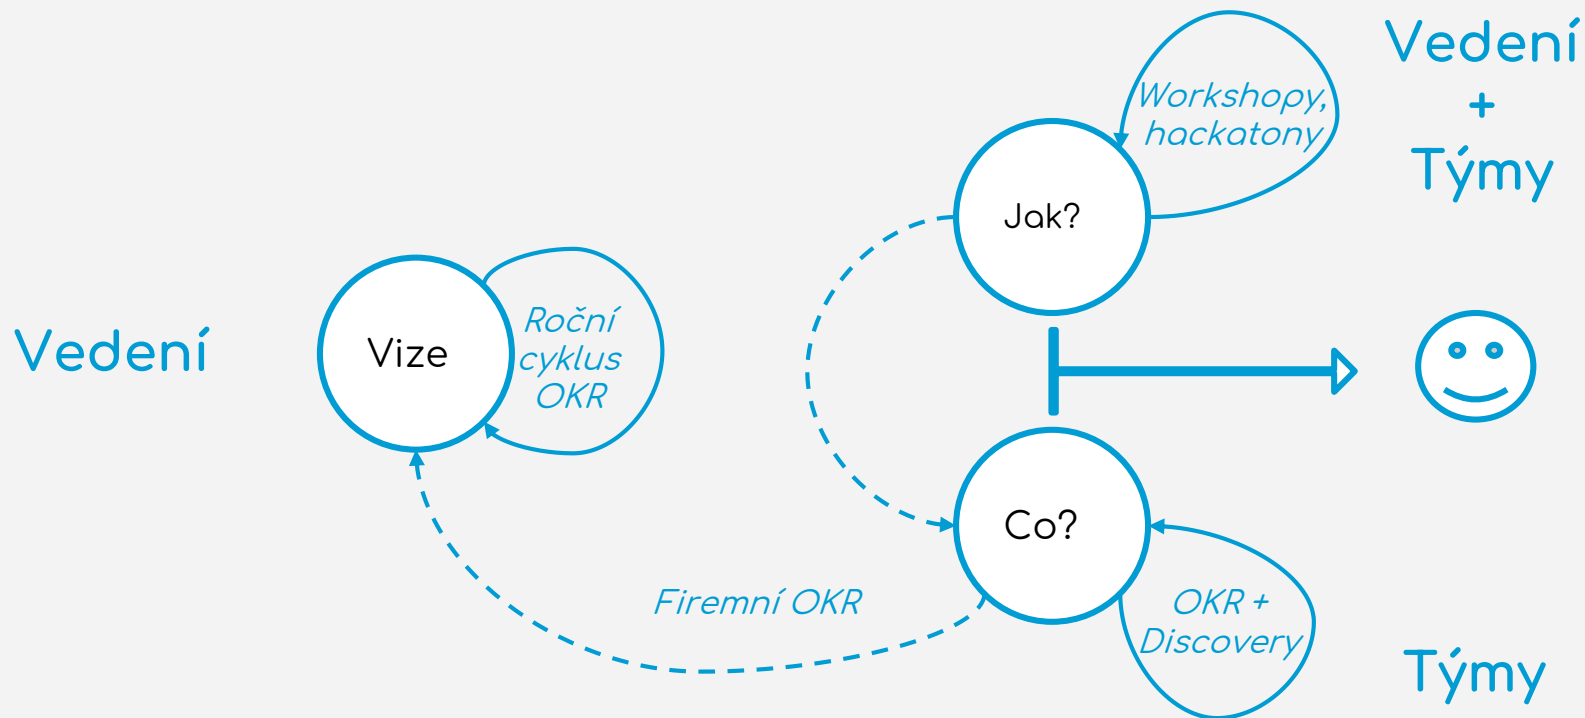 Vedení
Vize
Roční
cyklus
OKR
Firemní OKR
Jak?
Workshopy,
hackatony
Vedení
+
Týmy
Co?
OKR +
Discovery
Týmy